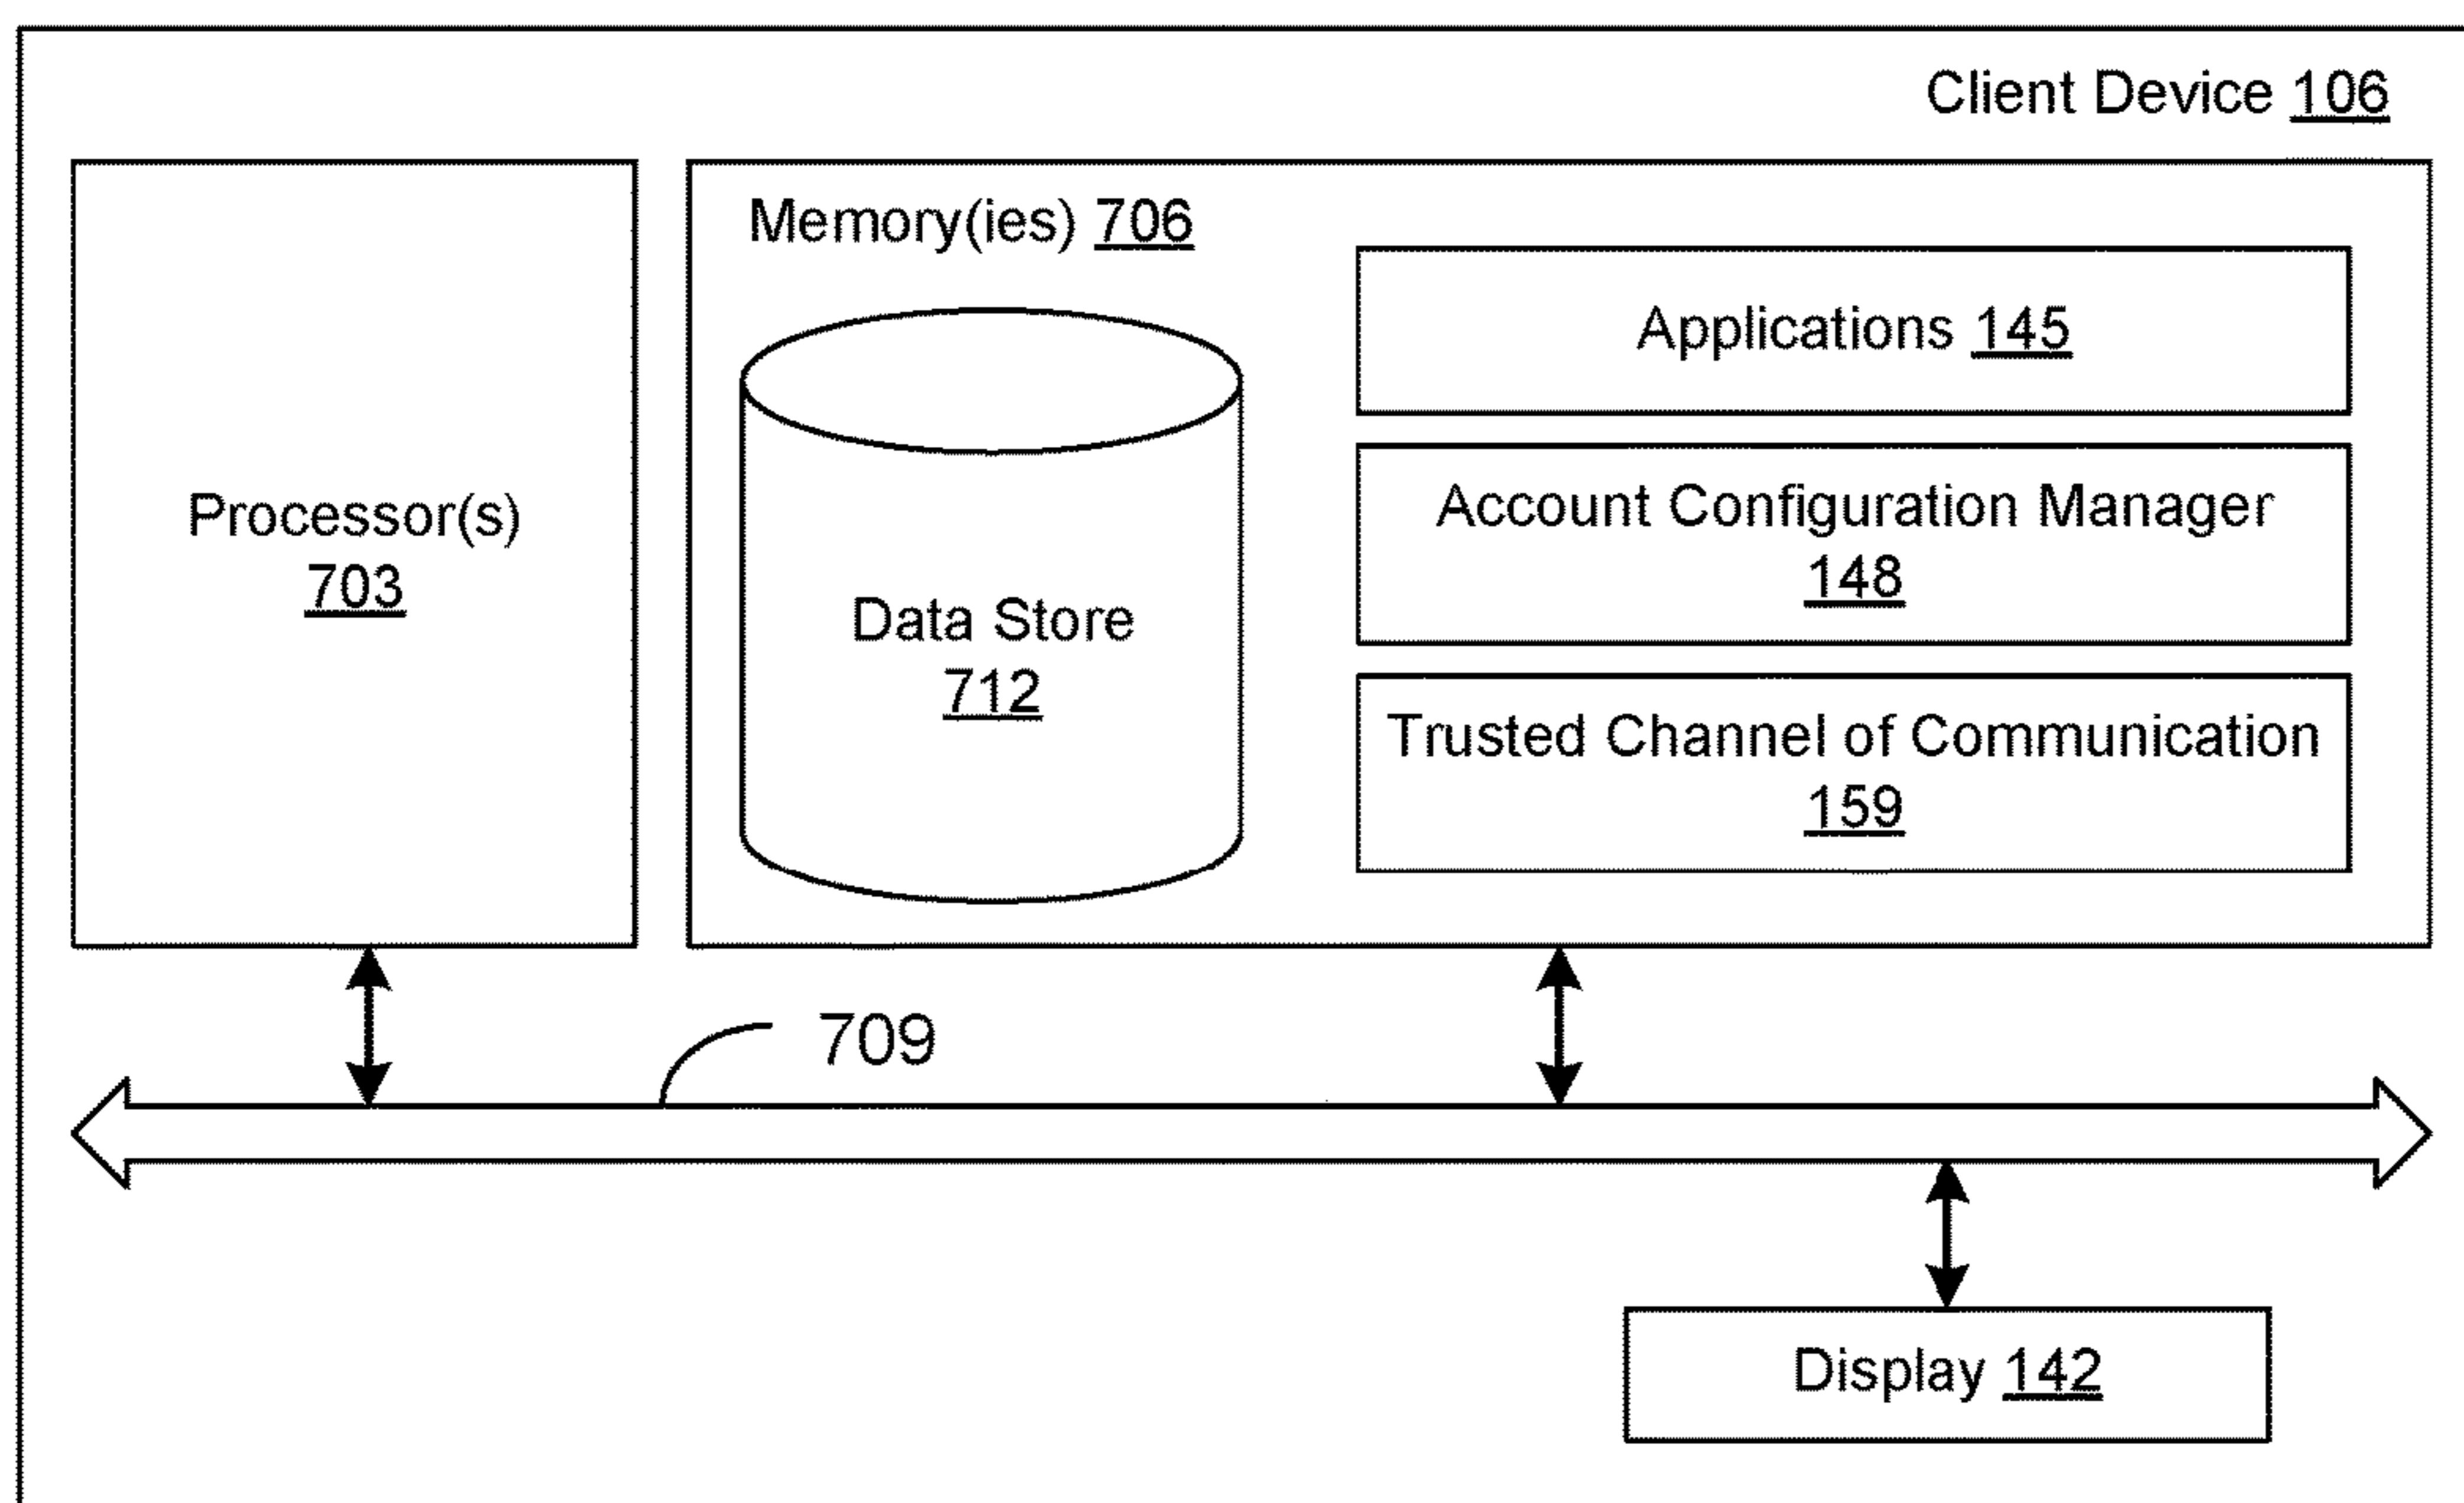 Client Device 106
Memory(ies) 706
Applications 145
Processor(s)
703
Account Configuration Manager
148
Data Store
712
Trusted Channel of Communication
159
709
Display 142